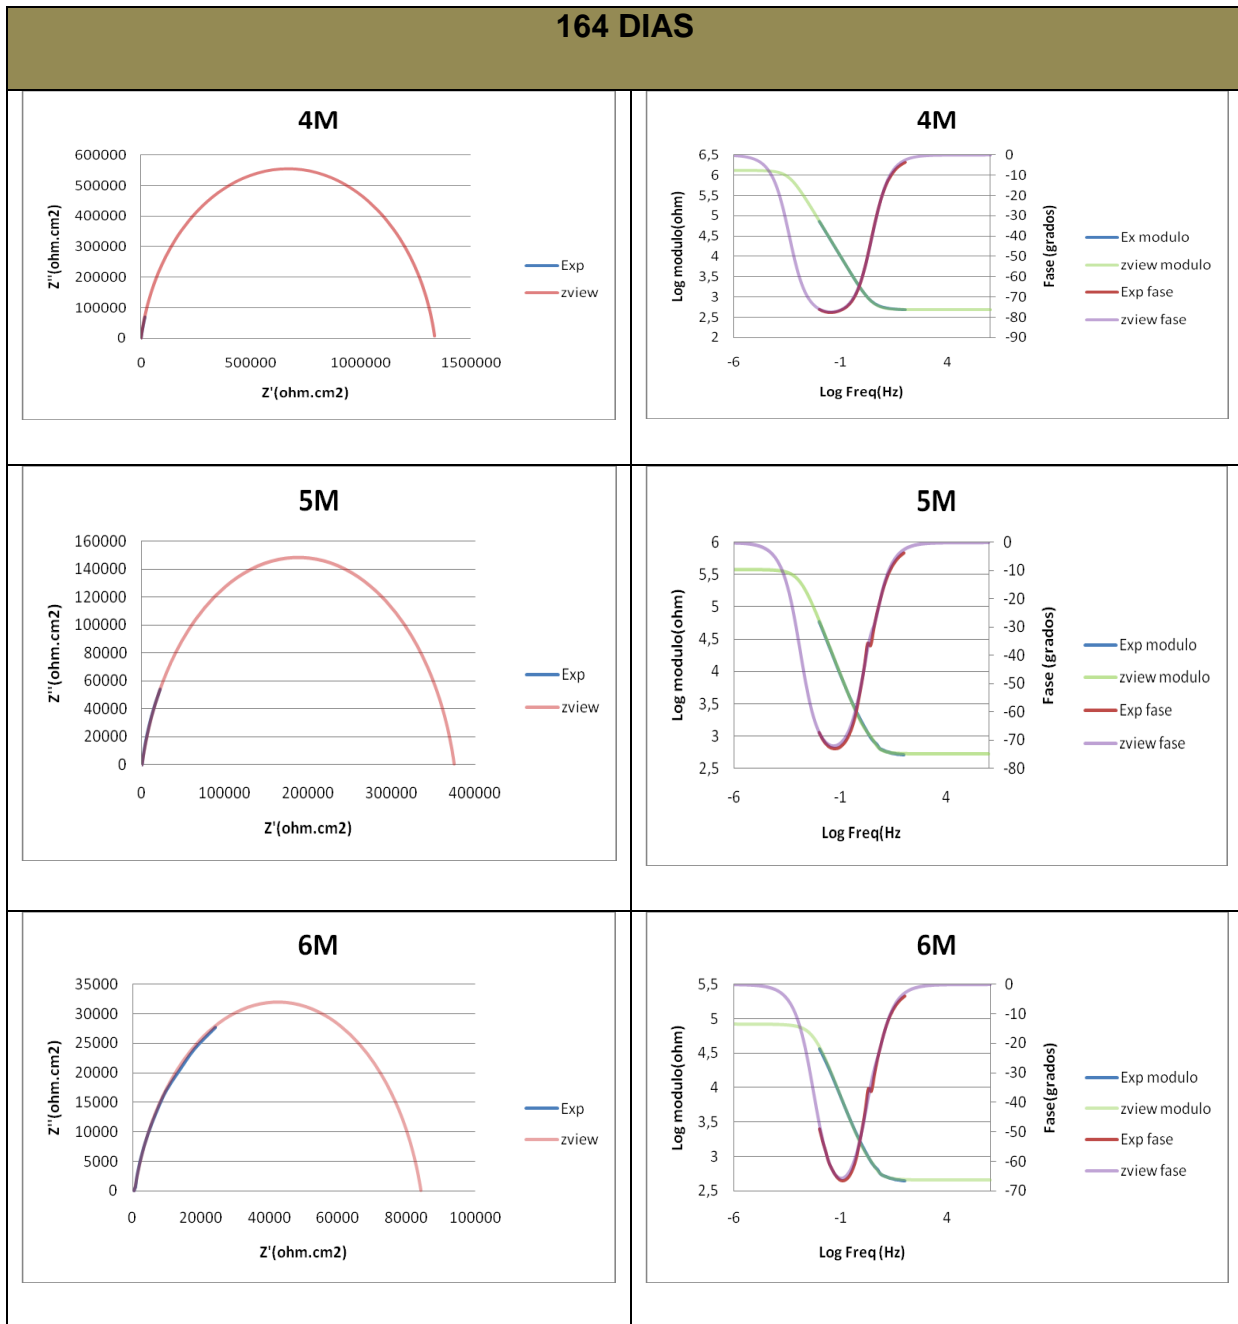 164 DIAS
4M
600000
500000
400000
300000
200000
100000
0
Z''(ohm.cm2)
0 500000 1000000 1500000
Z'(ohm.cm2)
Exp
zview
4M
6,5
6
5,5
5
4,5
4
3,5
3
2,5
2
Log modulo(ohm)
0
-10
-20
-30
-40
-50
-60
-70
-80
-90
Fase (grados)
-6 -1 4
Log Freq(Hz)
Ex modulo
zview modulo
Exp fase
zview fase
5M
160000
140000
120000
100000
80000
60000
40000
20000
0
Z''(ohm.cm2)
0 100000 200000 300000 400000
Z'(ohm.cm2)
Exp
zview
5M
6
5,5
5
4,5
4
3,5
3
2,5
Log modulo(ohm)
0
-10
-20
-30
-40
-50
-60
-70
-80
Fase (grados)
-6 -1 4
Log Freq(Hz
Exp modulo
zview modulo
Exp fase
zview fase
6M
35000
30000
25000
20000
15000
10000
5000
0
Z''(ohm.cm2)
0 20000 40000 60000 80000 100000
Z'(ohm.cm2)
Exp
zview
6M
5,5
5
4,5
4
3,5
3
2,5
Log modulo(ohm)
0
-10
-20
-30
-40
-50
-60
-70
Fase(grados)
-6 -1 4
Log Freq (Hz)
Exp modulo
zview modulo
Exp fase
zview fase